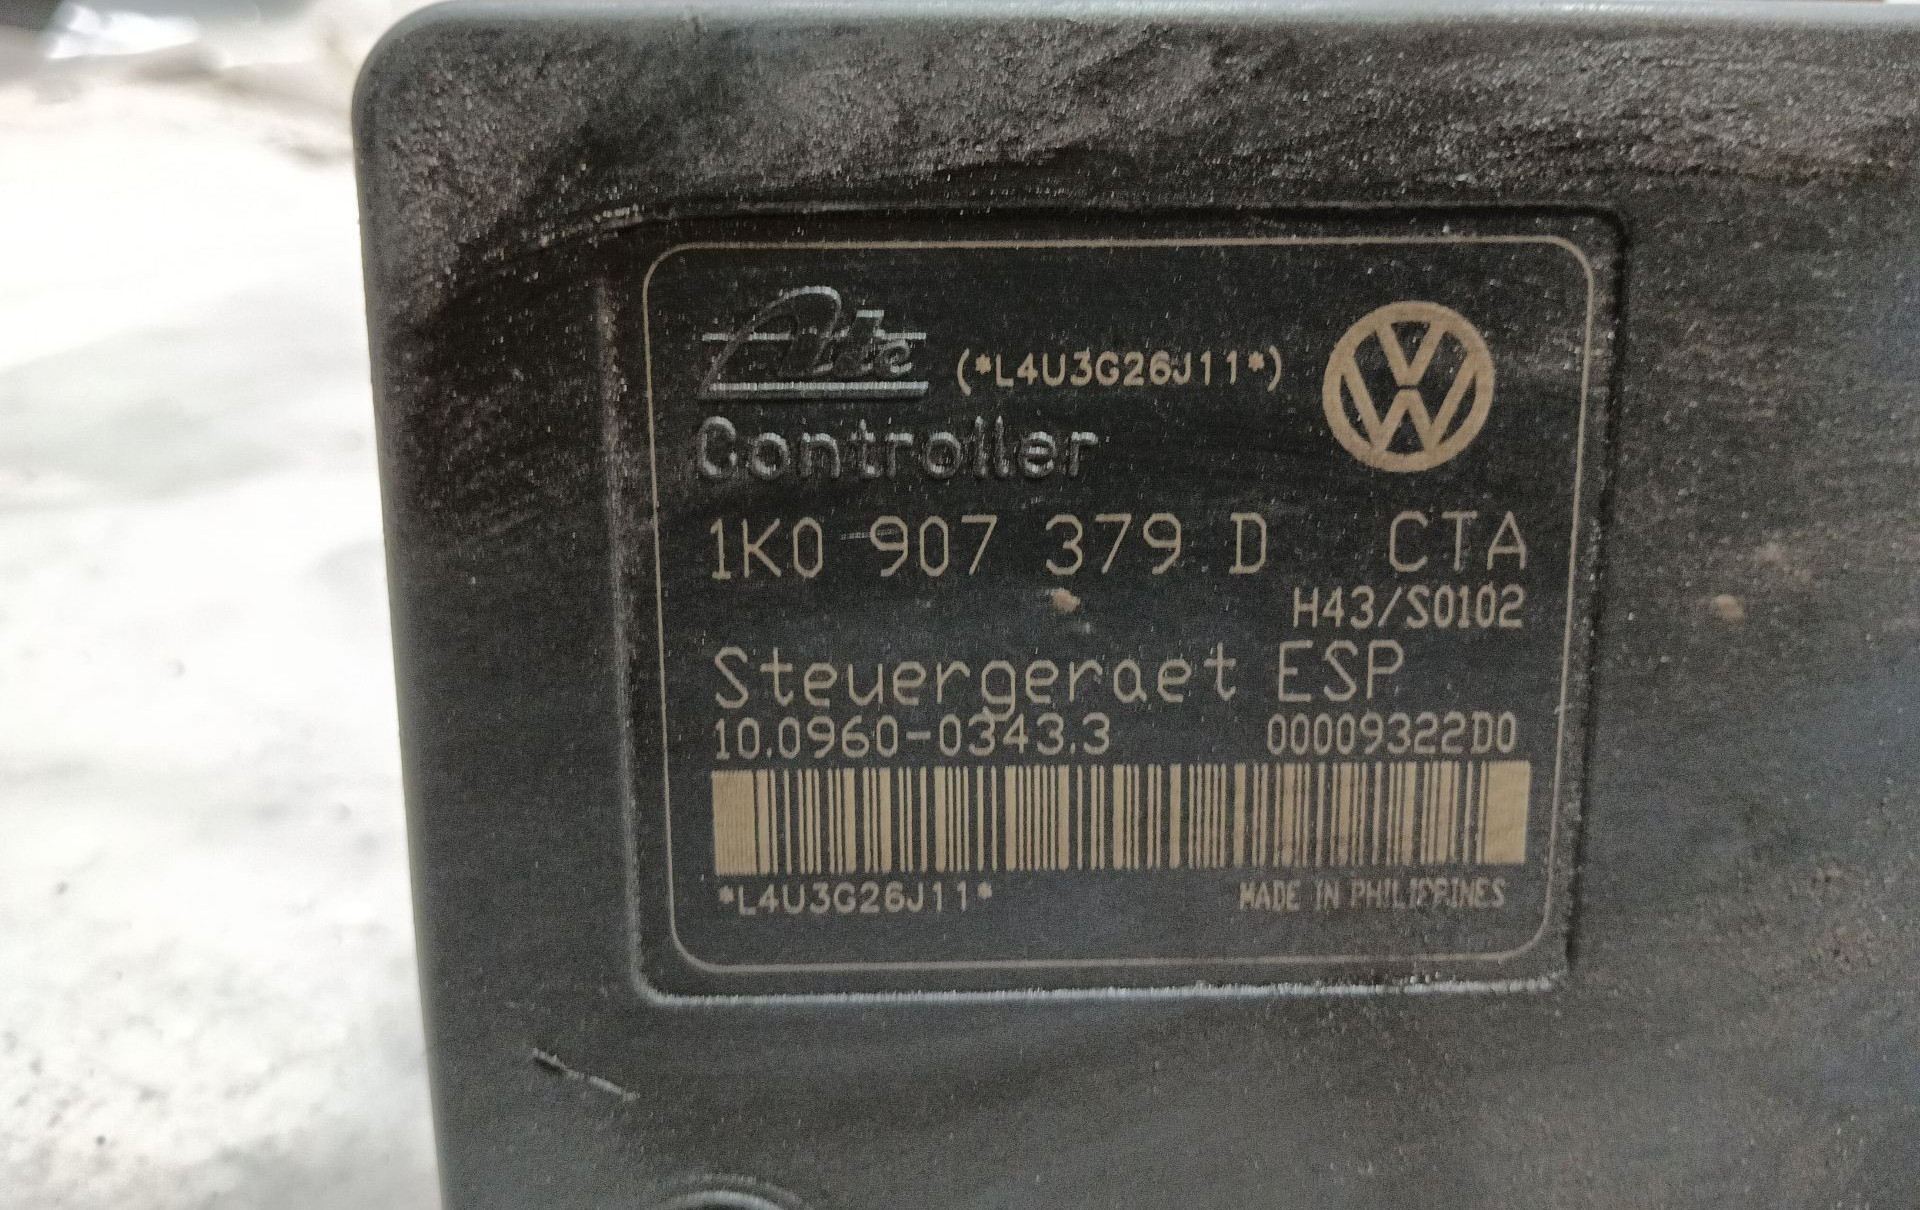 Ate (*L4U3G26J11*)
Controller
1K0 907 379 D CTA
H43/S0102
Steuergeraet ESP
10.0960-0343.3 00009322D0
*L4U3G26J11* MADE IN PHILIPPINES